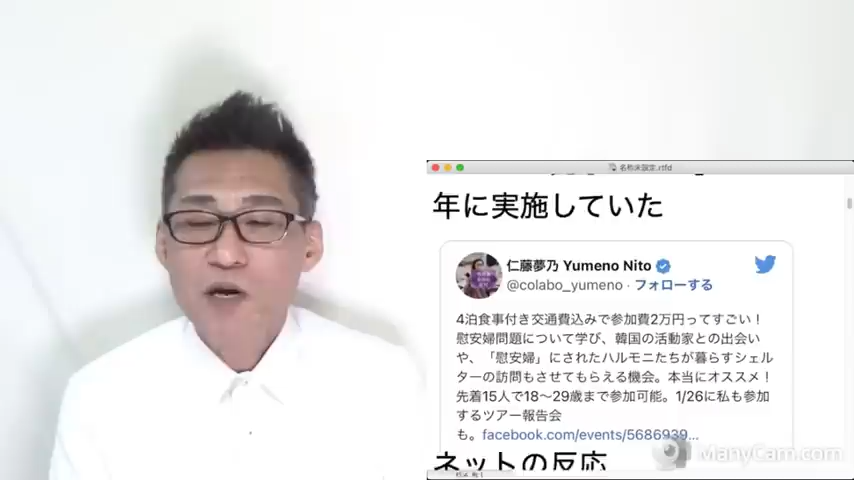 名称未設定.rtfd
年に実施していた
仁藤夢乃 Yumeno Nito
@colabo_yumeno · フォローする
4泊食事付き交通費込みで参加費2万円ってすごい！
慰安婦問題について学び、韓国の活動家との出会い
や、「慰安婦」にされたハルモニたちが暮らすシェル
ターの訪問もさせてもらえる機会。本当にオススメ！
先着15人で18〜29歳まで参加可能。1/26に私も参加
するツアー報告会
も。facebook.com/events/5686939...
ネットの反応
ManyCam.com